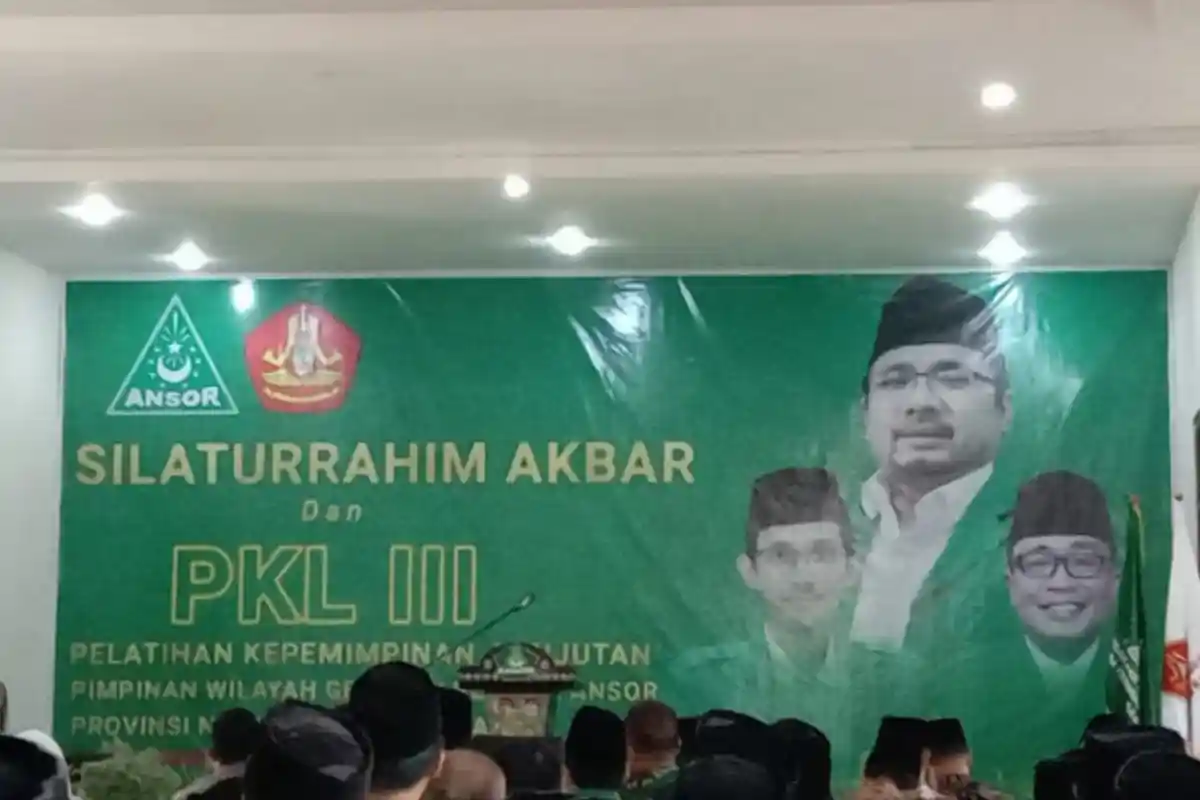 ANSOR
SILATURRAHIM AKBAR
Dan
PKL III
PELATIHAN KEPEMIMPINAN
PIMPINAN WILAYAH ANSOR
PROVINSI